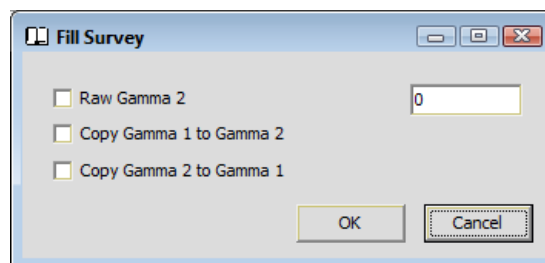 Fill Survey
Raw Gamma 2 0
Copy Gamma 1 to Gamma 2
Copy Gamma 2 to Gamma 1
OK Cancel